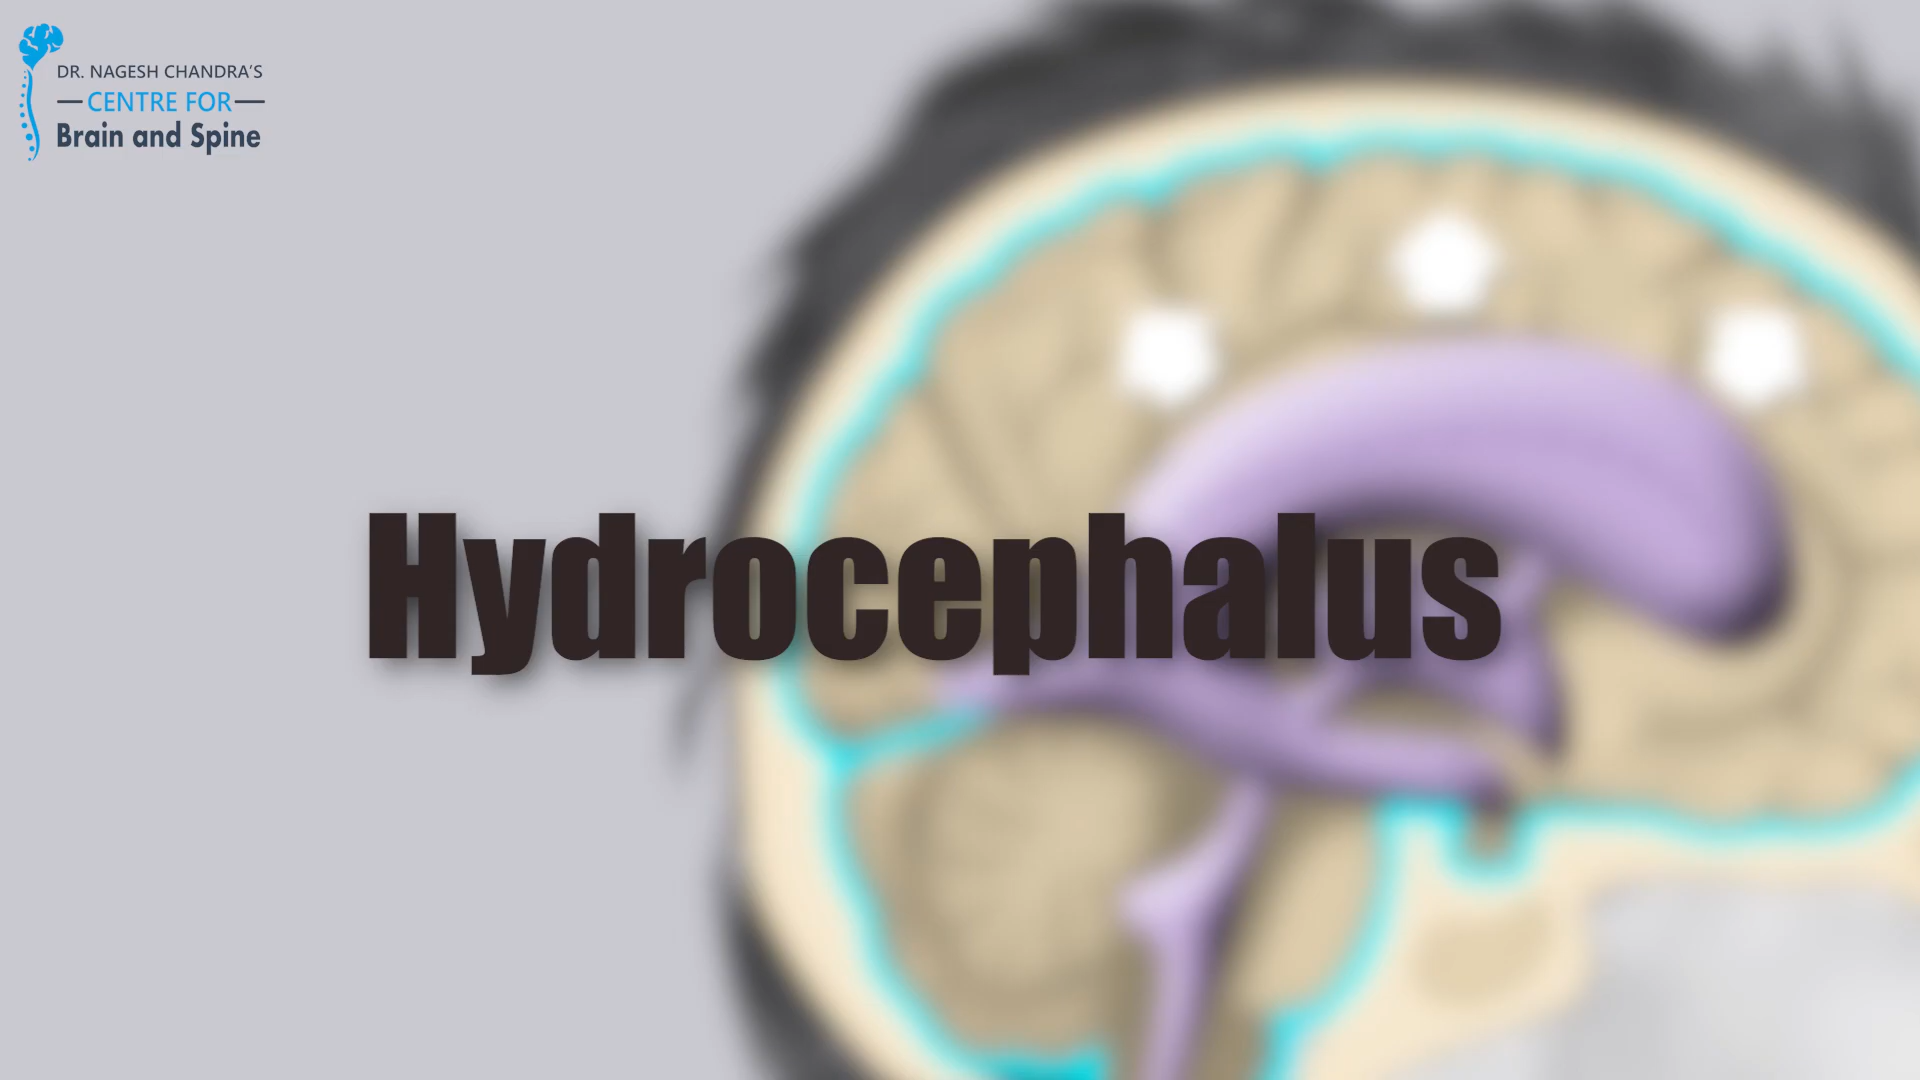 DR. NAGESH CHANDRA'S
CENTRE FOR
Brain and Spine
Hydrocephalus